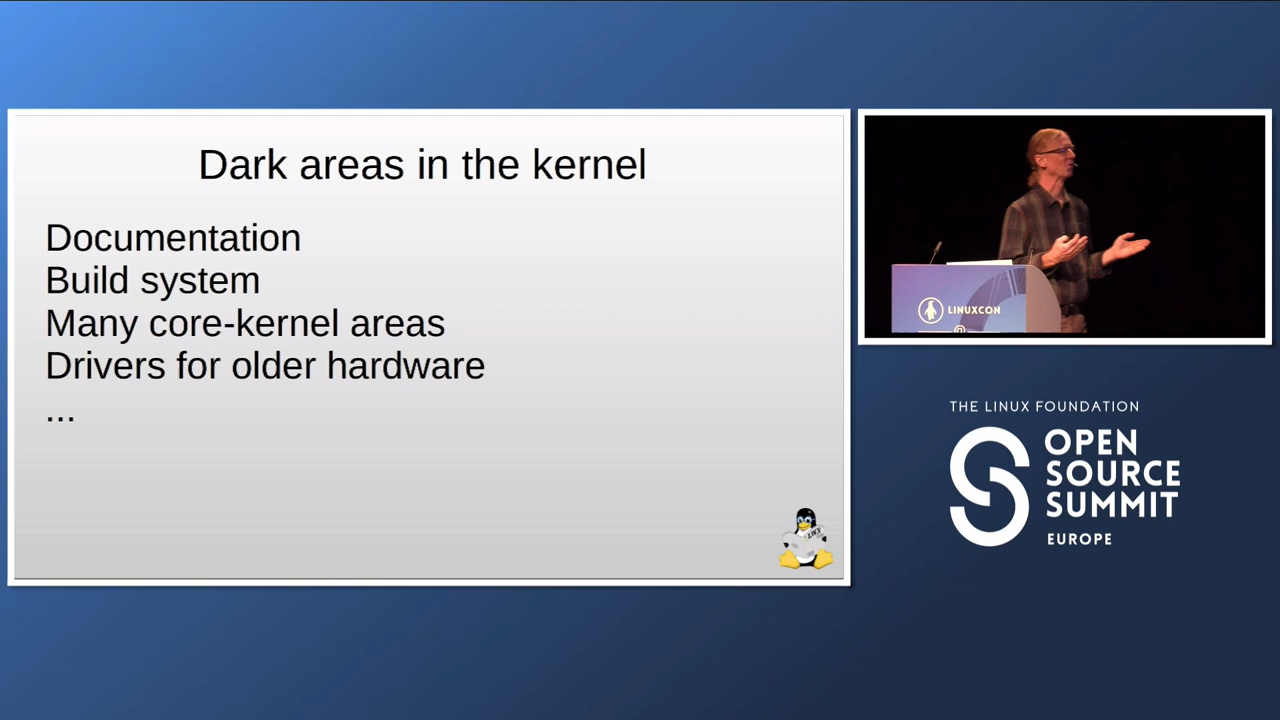 Dark areas in the kernel
Documentation
Build system
Many core-kernel areas
Drivers for older hardware
...
LINUXCON
@
THE LINUX FOUNDATION
OPEN
SOURCE
SUMMIT
EUROPE